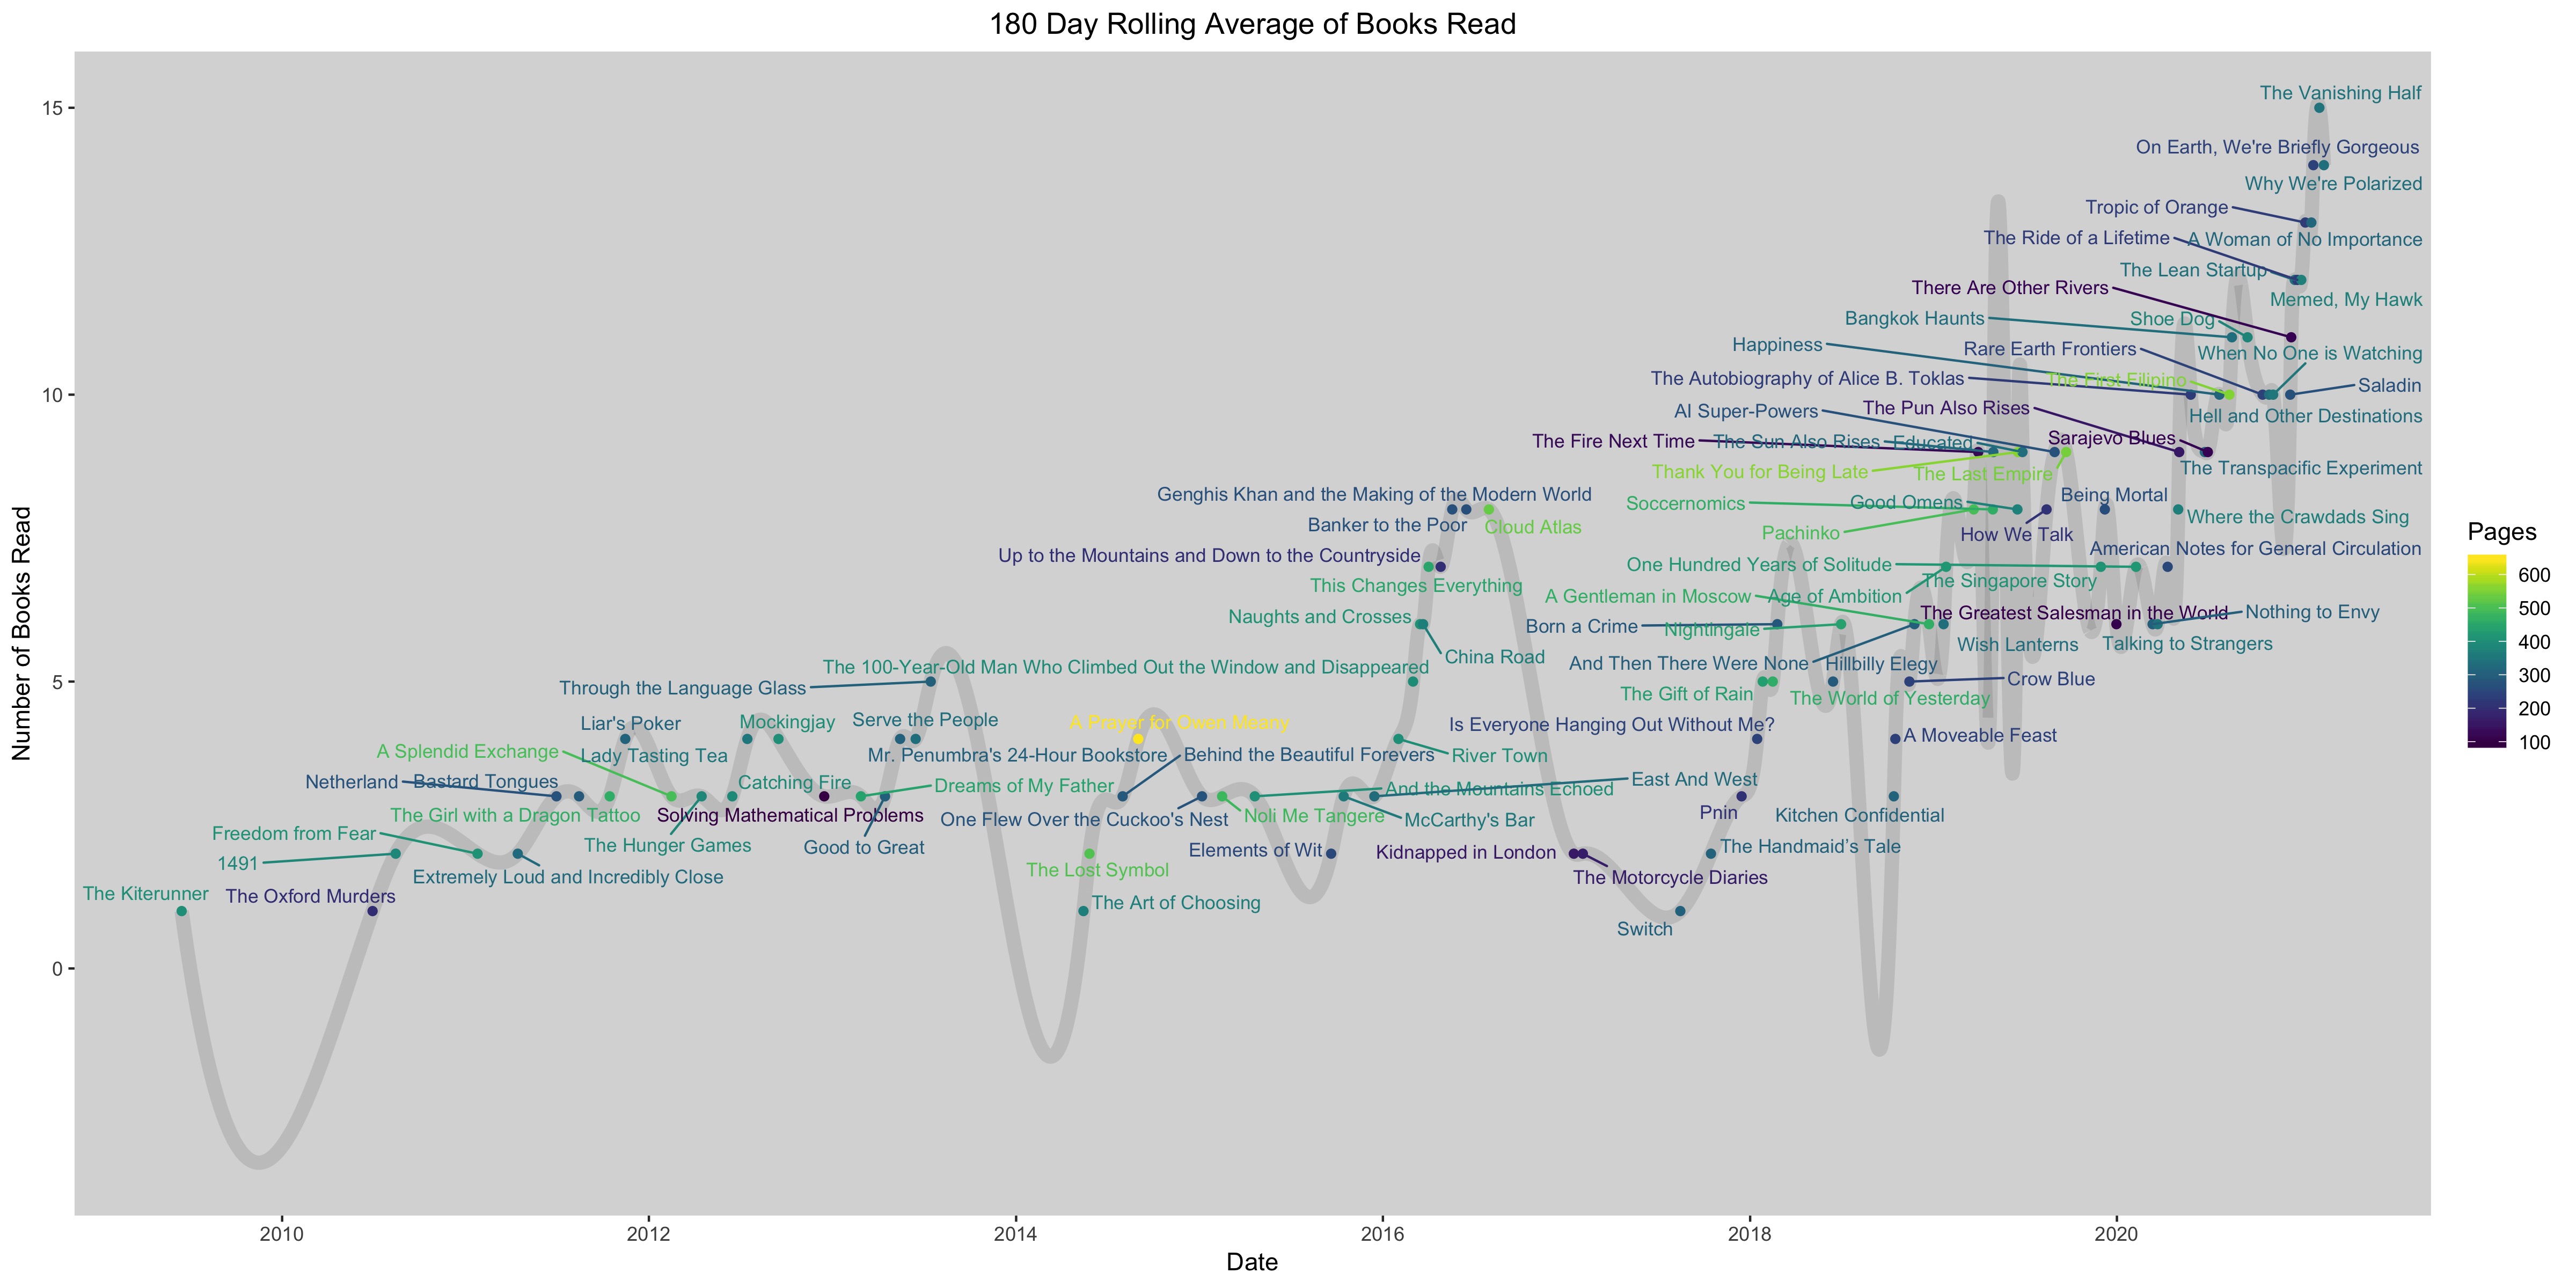 180 Day Rolling Average of Books Read
The Vanishing Half
15
On Earth, We're Briefly Gorgeous
Why We're Polarized
Tropic of Orange
The Ride of a Lifetime
A Woman of No Importance
The Lean Startup
There Are Other Rivers
Memed, My Hawk
Bangkok Haunts
Shoe Dog
Happiness
Rare Earth Frontiers
When No One is Watching
The Autobiography of Alice B. Toklas
The First Filipino
Saladin
10
AI Super-Powers
The Pun Also Rises
Hell and Other Destinations
The Fire Next Time
The Sun Also Rises
Educated
Sarajevo Blues
Thank You for Being Late
The Last Empire
The Transpacific Experiment
Genghis Khan and the Making of the Modern World
Soccernomics
Good Omens
Being Mortal
Banker to the Poor
Cloud Atlas
Pachinko
How We Talk
Where the Crawdads Sing
Up to the Mountains and Down to the Countryside
American Notes for General Circulation
This Changes Everything
One Hundred Years of Solitude
The Singapore Story
A Gentleman in Moscow
Age of Ambition
Naughts and Crosses
Born a Crime
Nightingale
The Greatest Salesman in the World
Nothing to Envy
China Road
Wish Lanterns
Talking to Strangers
The 100-Year-Old Man Who Climbed Out the Window and Disappeared
And Then There Were None
Hillbilly Elegy
5
Through the Language Glass
The Gift of Rain
The World of Yesterday
Crow Blue
Liar's Poker
Mockingjay
Serve the People
A Prayer for Owen Meany
Is Everyone Hanging Out Without Me?
A Moveable Feast
A Splendid Exchange
Lady Tasting Tea
Mr. Penumbra's 24-Hour Bookstore
Behind the Beautiful Forevers
River Town
Netherland
Bastard Tongues
Catching Fire
Dreams of My Father
And the Mountains Echoed
East And West
The Girl with a Dragon Tattoo
Solving Mathematical Problems
One Flew Over the Cuckoo's Nest
Noli Me Tangere
McCarthy's Bar
Pnin
Kitchen Confidential
Freedom from Fear
The Hunger Games
Good to Great
Elements of Wit
Kidnapped in London
The Handmaid’s Tale
1491
Extremely Loud and Incredibly Close
The Lost Symbol
The Motorcycle Diaries
The Kiterunner
The Oxford Murders
The Art of Choosing
Switch
0
2010
2012
2014
2016
2018
2020
Date
Number of Books Read
Pages
600
500
400
300
200
100